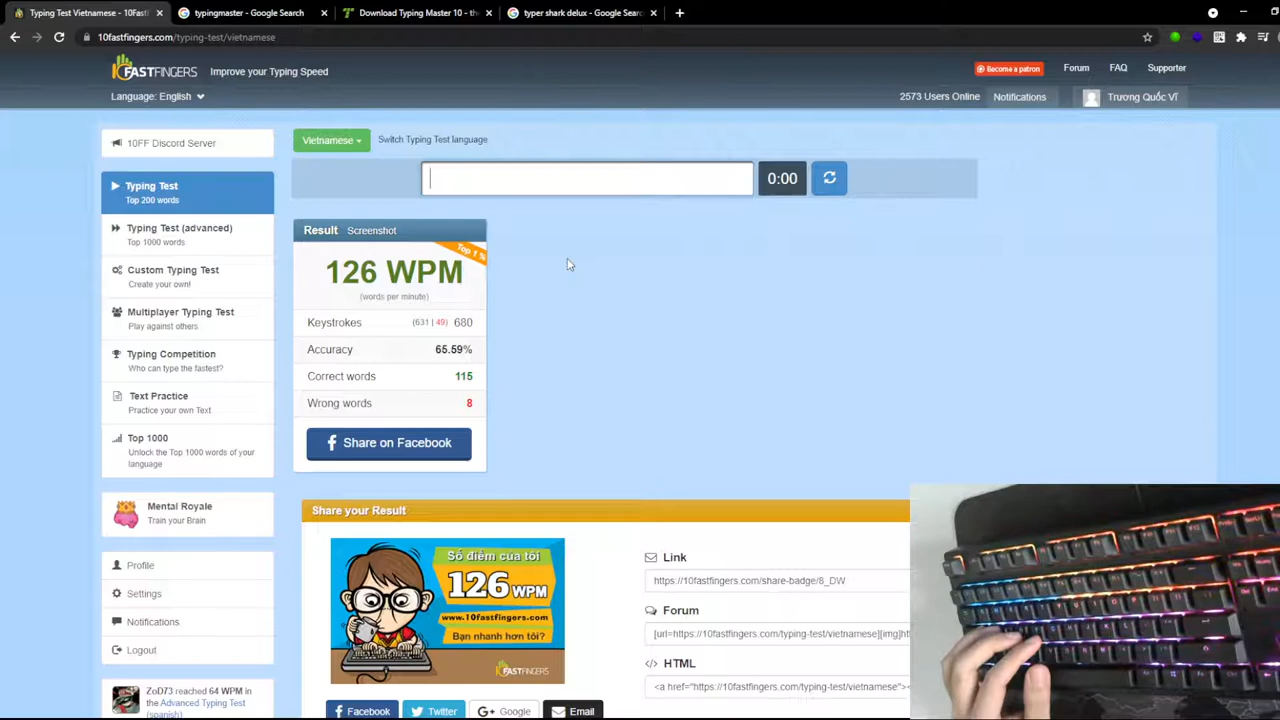 Typing Test Vietnamese - 10Fast
typingmaster - Google Search
Download Typing Master 10 - the
typer shark delux - Google Searc
10fastfingers.com/typing-test/vietnamese
10FASTFINGERS
Improve your Typing Speed
Become a patron
Forum
FAQ
Supporter
Language: English
2573 Users Online
Notifications
Trương Quốc Vĩ
10FF Discord Server
Typing Test
Top 200 words
Typing Test (advanced)
Top 1000 words
Custom Typing Test
Create your own!
Multiplayer Typing Test
Play against others
Typing Competition
Who can type the fastest?
Text Practice
Practice your own Text
Top 1000
Unlock the Top 1000 words of your
language
Mental Royale
Train your Brain
Profile
Settings
Notifications
Logout
ZoD73 reached 64 WPM in
the Advanced Typing Test
(spanish)
Vietnamese
Switch Typing Test language
0:00
Result
Screenshot
Top 1 %
126 WPM
(words per minute)
Keystrokes (631 | 49) 680
Accuracy 65.59%
Correct words 115
Wrong words 8
Share on Facebook
Share your Result
Số điểm của tôi
126 WPM
www.10fastfingers.com
Bạn nhanh hơn tôi?
FASTFINGERS
Link
https://10fastfingers.com/share-badge/8_DW
Forum
[url=https://10fastfingers.com/typing-test/vietnamese][img]ht
HTML
<a href="https://10fastfingers.com/typing-test/vietnamese"><
Facebook
Twitter
Google
Email